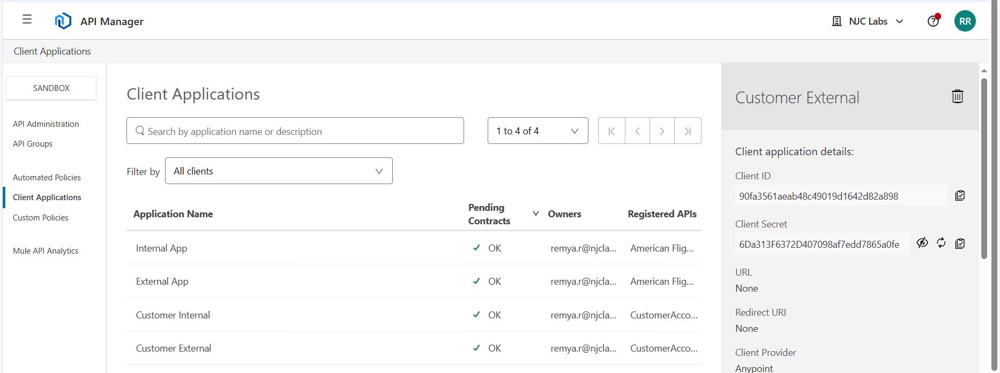 API Manager
NJC Labs
RR
Client Applications
SANDBOX
API Administration
API Groups
Automated Policies
Client Applications
Custom Policies
Mule API Analytics
Client Applications
Search by application name or description
1 to 4 of 4
Filter by
All clients
Application Name Pending Contracts Owners Registered APIs
Internal App OK remya.r@njcla... American Flig...
External App OK remya.r@njcla... American Flig...
Customer Internal OK remya.r@njcla... CustomerAcco...
Customer External OK remya.r@njcla... CustomerAcco...
Customer External
Client application details:
Client ID
90fa3561aeab48c49019d1642d82a898
Client Secret
6Da313F6372D407098af7edd7865a0fe
URL
None
Redirect URI
None
Client Provider
Anypoint